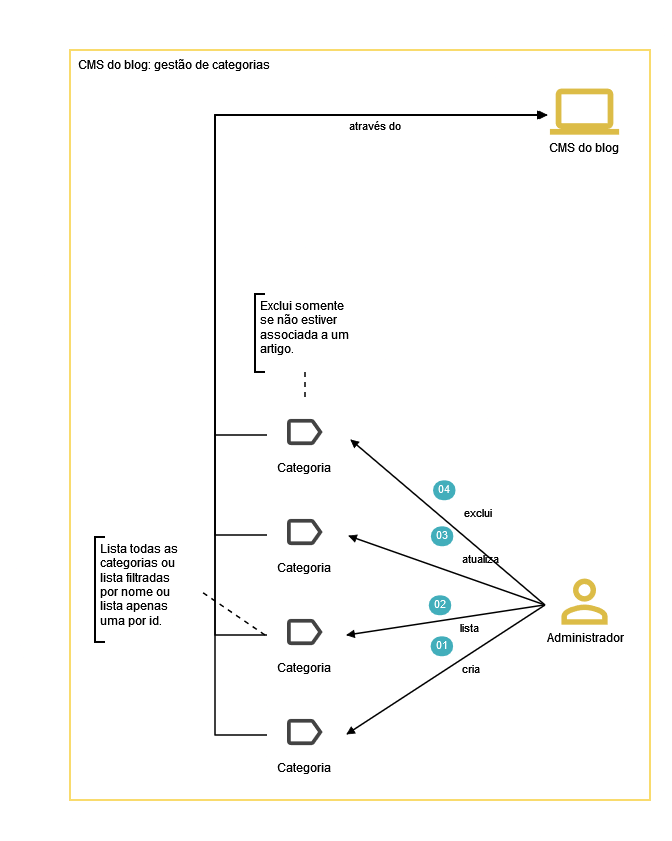 CMS do blog: gestão de categorias
através do
CMS do blog
Exclui somente
se não estiver
associada a um
artigo.
Categoria
04
exclui
03
atualiza
Categoria
Lista todas as
categorias ou
lista filtradas
por nome ou
lista apenas
uma por id.
02
lista
Categoria
01
cria
Administrador
Categoria